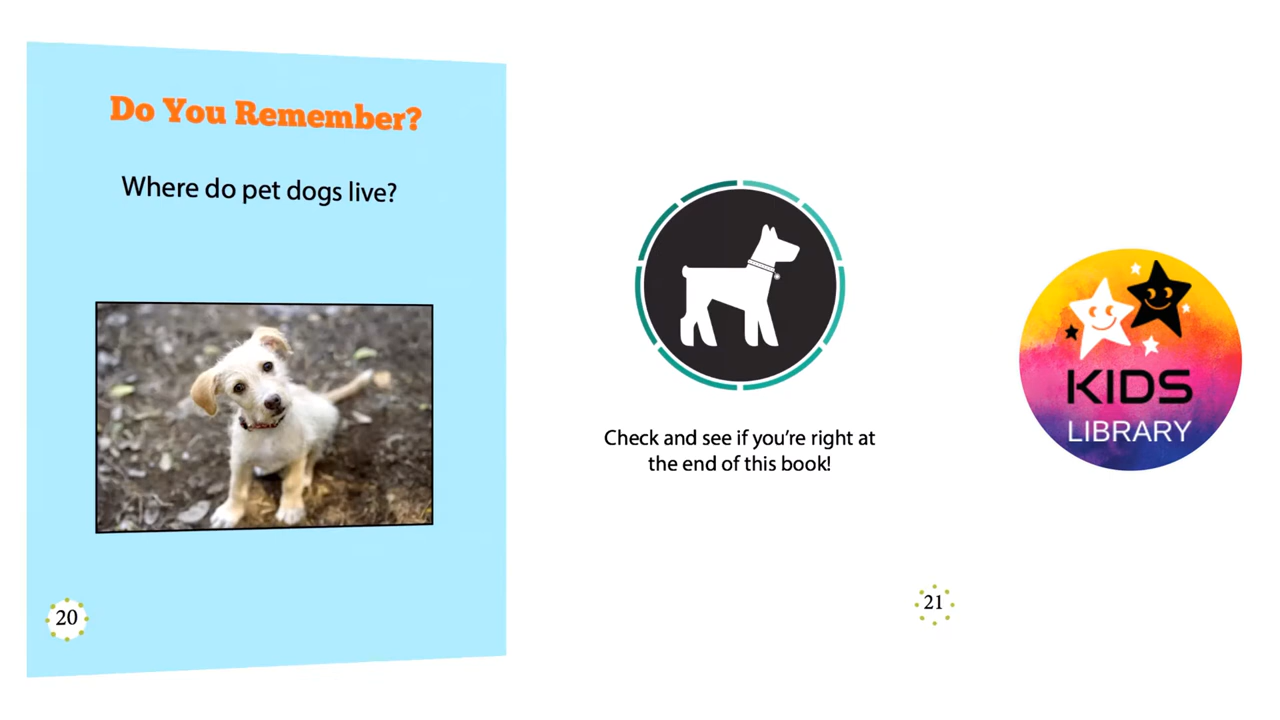 Do You Remember?
Where do pet dogs live?
20
Check and see if you’re right at
the end of this book!
21
KIDS
LIBRARY